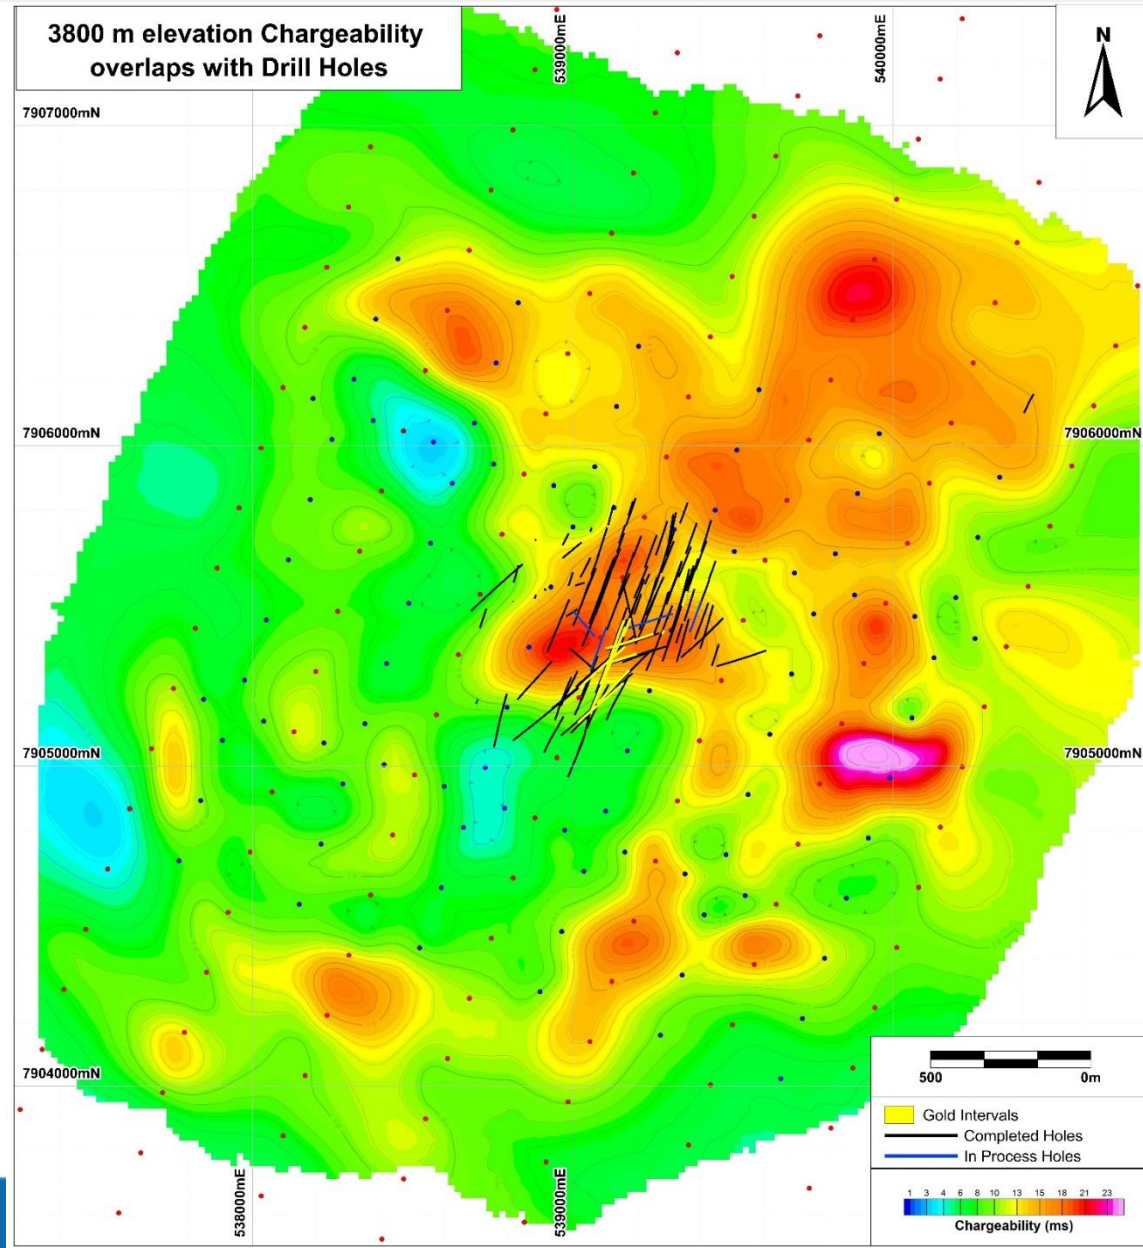 3800 m elevation Chargeability
overlaps with Drill Holes
539000mE
540000mE
N
7907000mN
7906000mN
7906000mN
7905000mN
7905000mN
7904000mN
538000mE
539000mE
500
0m
Gold Intervals
Completed Holes
In Process Holes
1 3 4 6 8 10 13 15 18 21 23
Chargeability (ms)